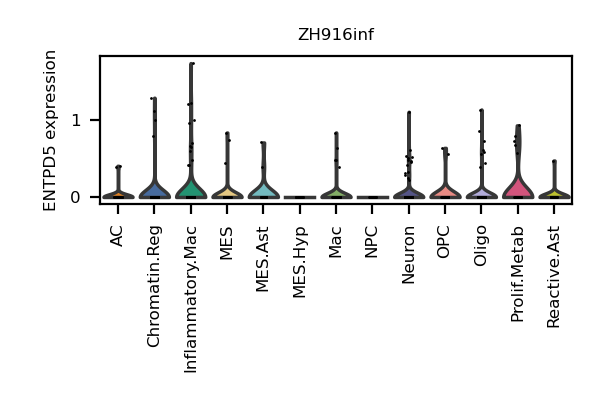 ZH916inf
ENTPD5 expression
1
0
AC
Chromatin.Reg
Inflammatory.Mac
MES
MES.Ast
MES.Hyp
Mac
NPC
Neuron
OPC
Oligo
Prolif.Metab
Reactive.Ast